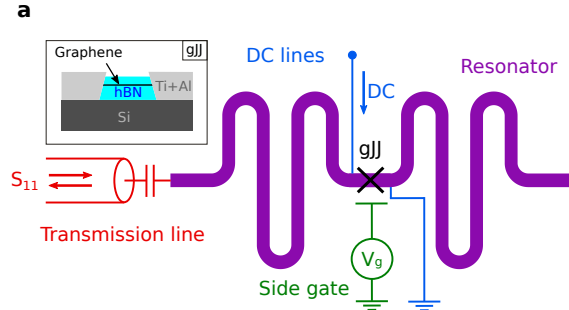 a
gJJ
Graphene
Ti+Al
hBN
Si
DC lines
DC
Resonator
gJJ
S11
Transmission line
Vg
Side gate